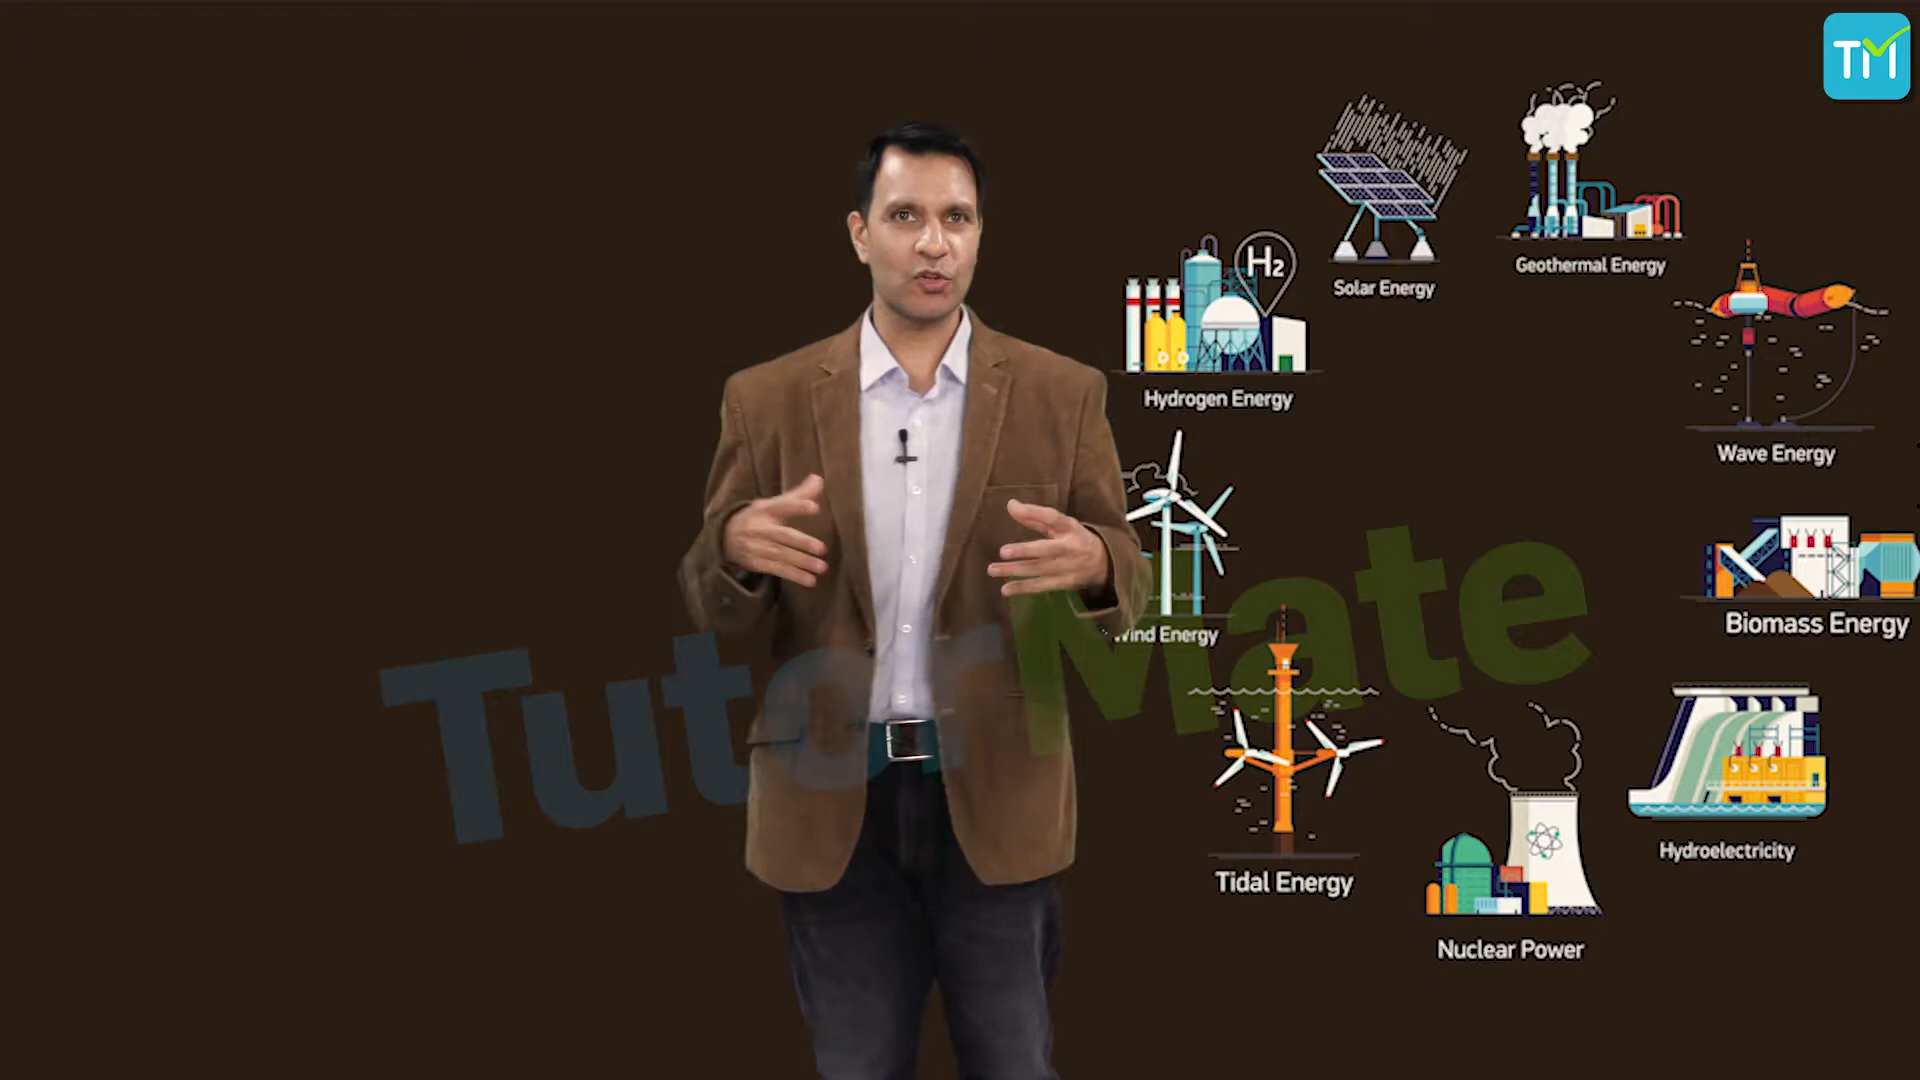 TM
H2
Solar Energy
Geothermal Energy
Hydrogen Energy
Wave Energy
Wind Energy
Biomass Energy
TutorMate
Tidal Energy
Hydroelectricity
Nuclear Power